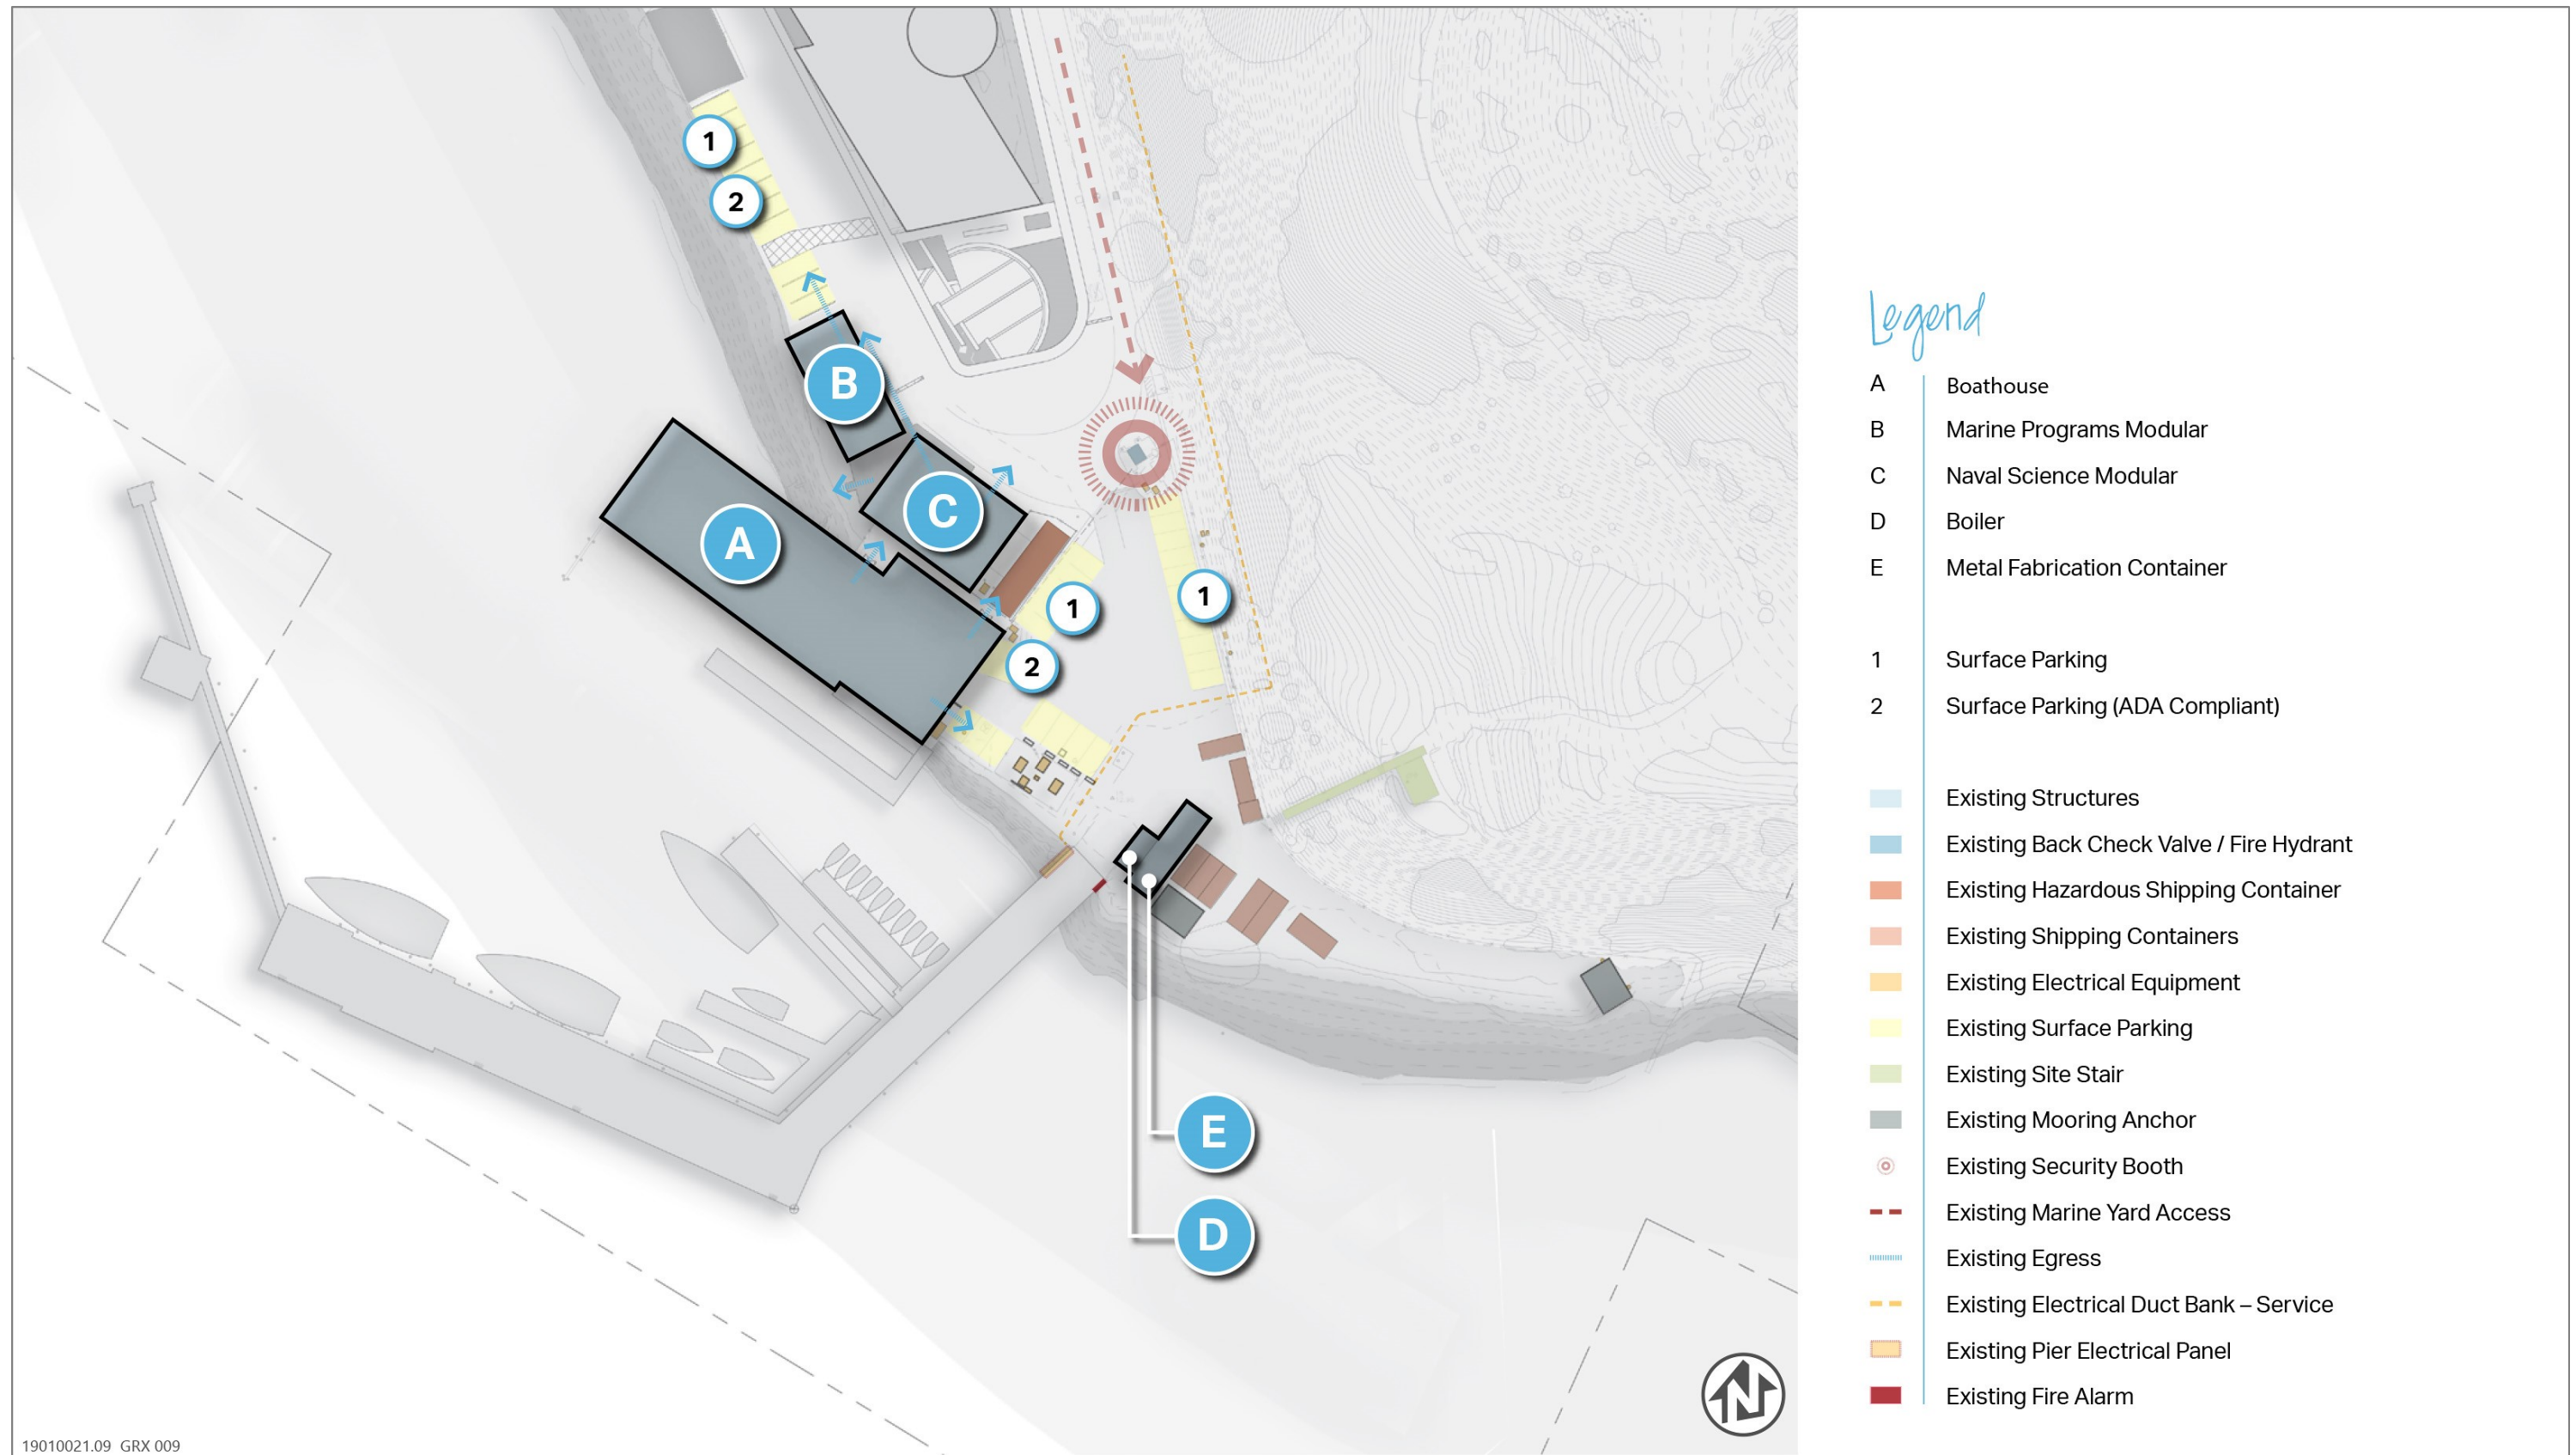 1
2
B
C
A
1
1
2
E
D
N
19010021.09 GRX 009
Legend
A Boathouse
B Marine Programs Modular
C Naval Science Modular
D Boiler
E Metal Fabrication Container
1 Surface Parking
2 Surface Parking (ADA Compliant)
Existing Structures
Existing Back Check Valve / Fire Hydrant
Existing Hazardous Shipping Container
Existing Shipping Containers
Existing Electrical Equipment
Existing Surface Parking
Existing Site Stair
Existing Mooring Anchor
Existing Security Booth
Existing Marine Yard Access
Existing Egress
Existing Electrical Duct Bank – Service
Existing Pier Electrical Panel
Existing Fire Alarm